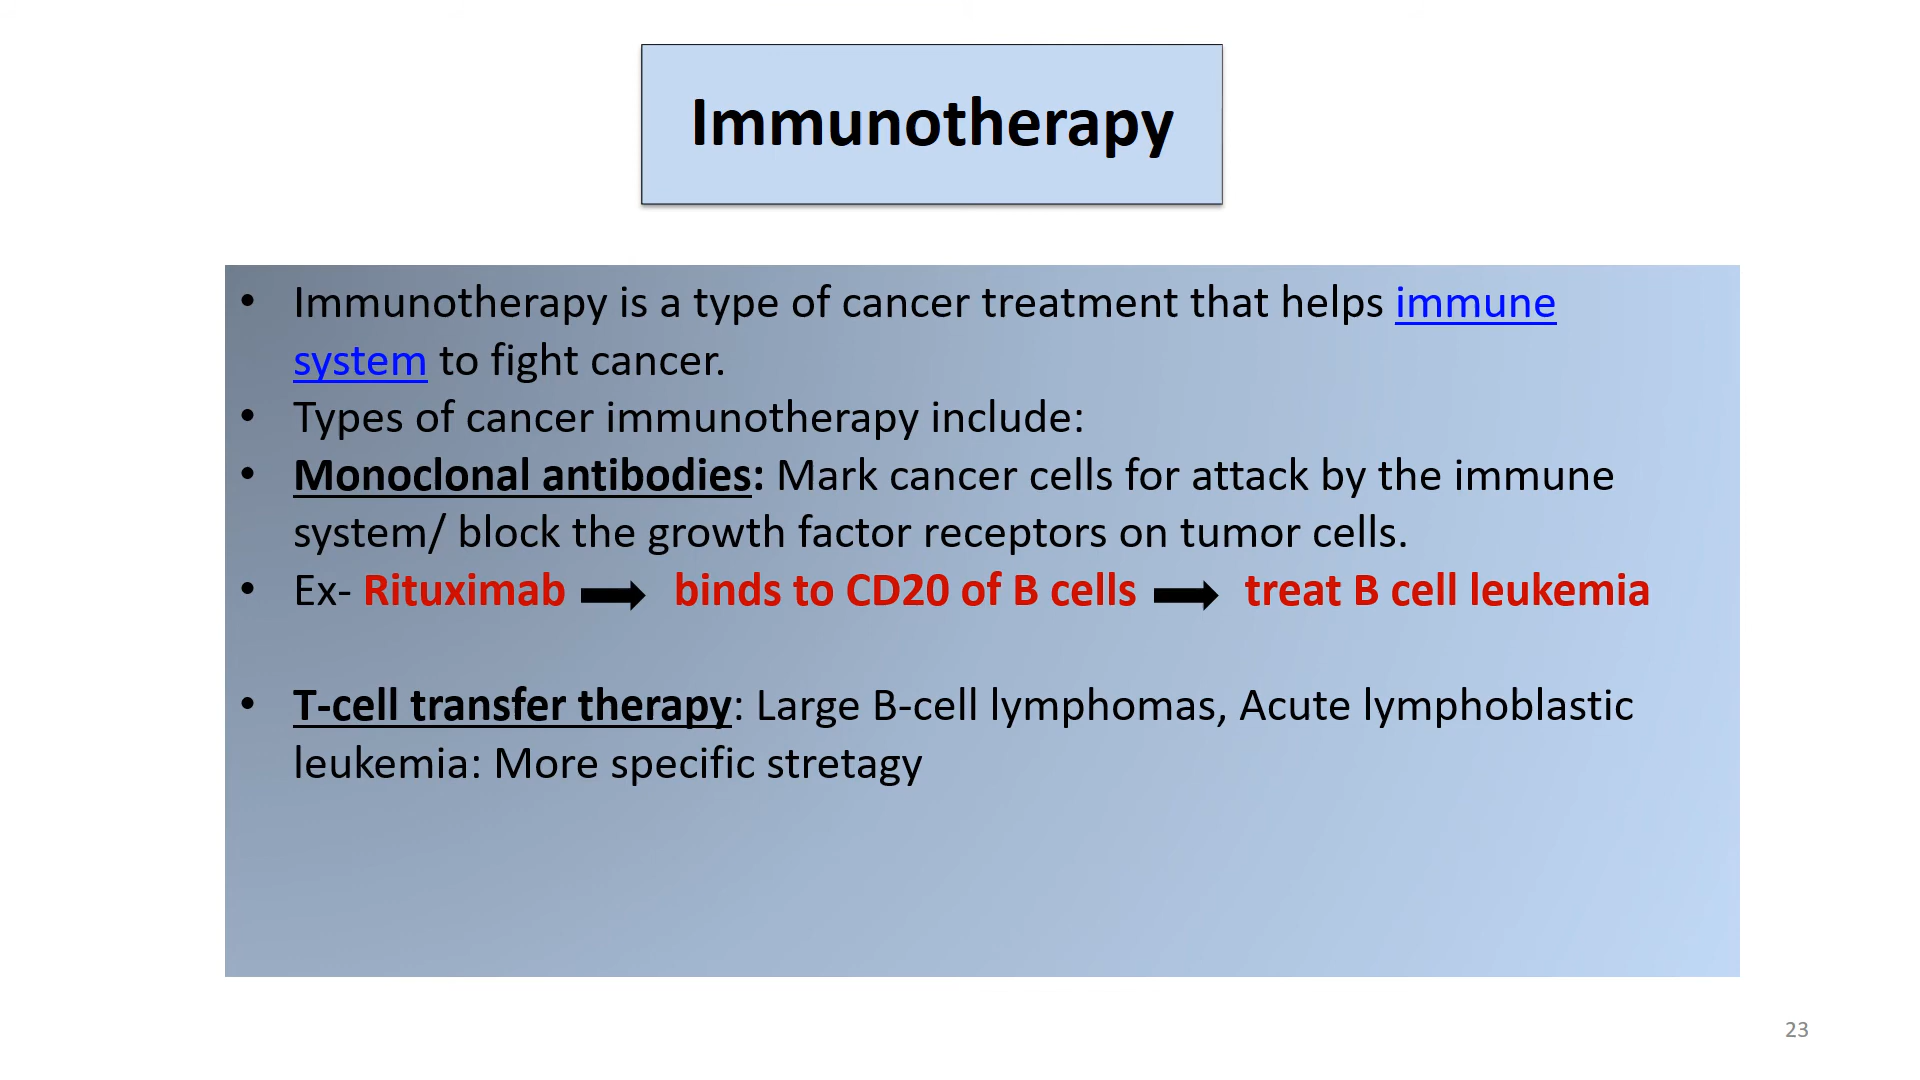 Immunotherapy
• Immunotherapy is a type of cancer treatment that helps immune
system to fight cancer.
• Types of cancer immunotherapy include:
• Monoclonal antibodies: Mark cancer cells for attack by the immune
system/ block the growth factor receptors on tumor cells.
• Ex- Rituximab binds to CD20 of B cells treat B cell leukemia
• T-cell transfer therapy: Large B-cell lymphomas, Acute lymphoblastic
leukemia: More specific stretagy
23